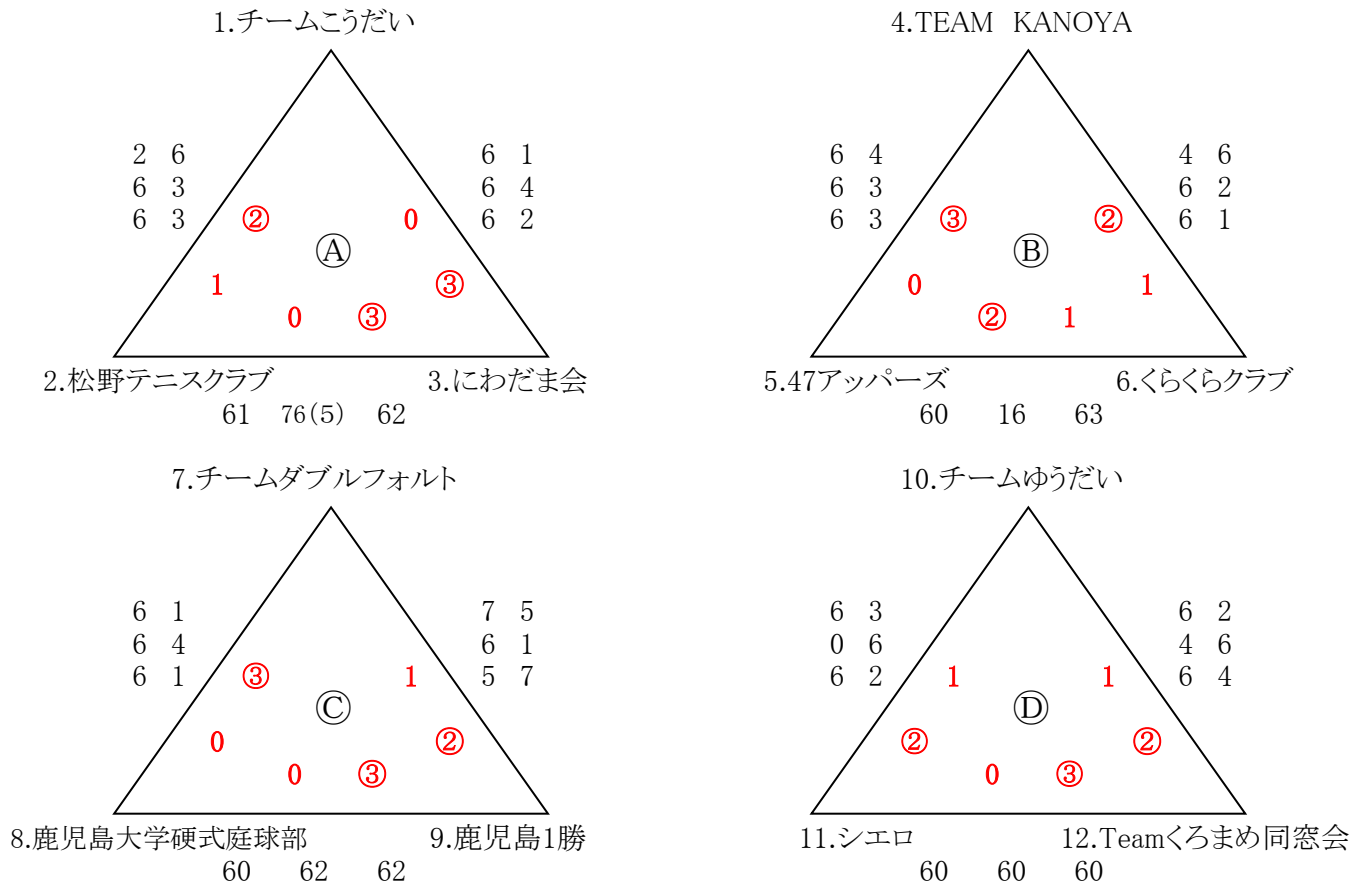 1.チームこうだい 4.TEAM KANOYA
2 6 6 1 6 4 4 6
6 3 6 4 6 3 6 2
6 3 ② 0 6 2 6 3 ③ ② 6 1
Ⓐ Ⓑ
1 ③ 0 1
0 ③ ② 1
2.松野テニスクラブ 3.にわだま会 5.47アッパーズ 6.くらくらクラブ
61 76(5) 62 60 16 63
7.チームダブルフォルト 10.チームゆうだい
6 1 7 5 6 3 6 2
6 4 6 1 0 6 4 6
6 1 ③ 1 5 7 6 2 1 1 6 4
Ⓒ Ⓓ
0 ② ② ②
0 ③ 0 ③
8.鹿児島大学硬式庭球部 9.鹿児島1勝 11.シエロ 12.Teamくろまめ同窓会
60 62 62 60 60 60